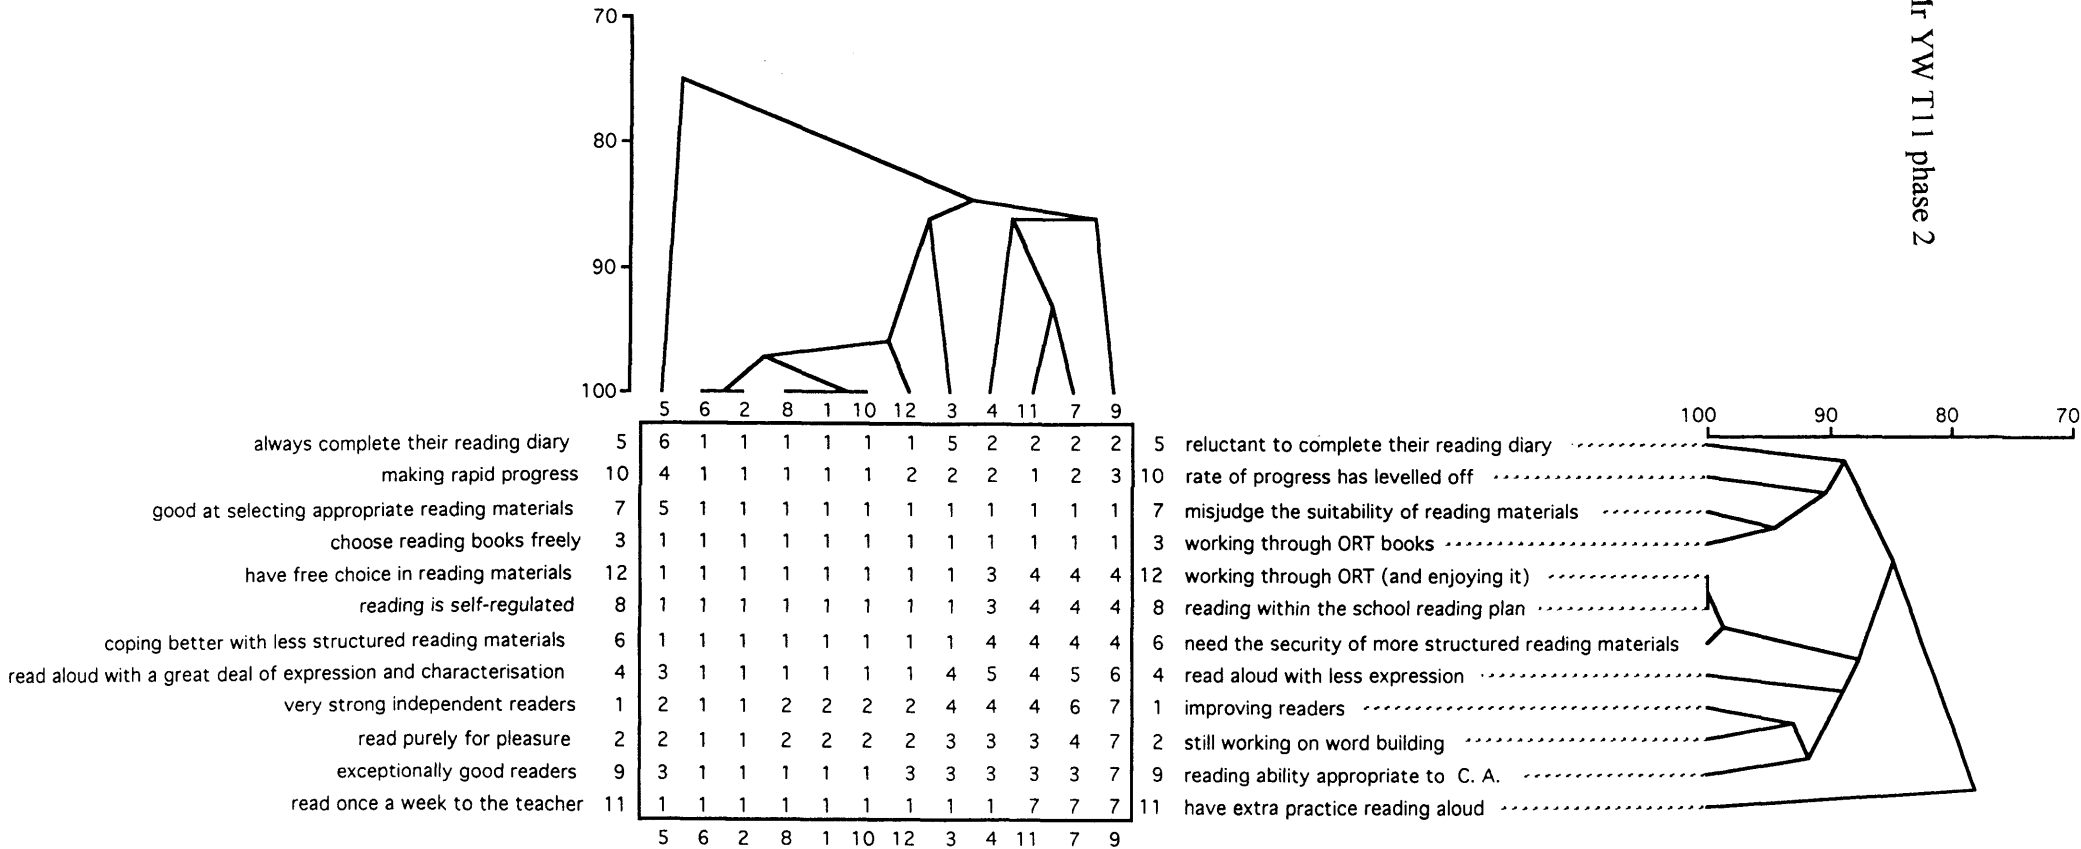 Mr YW T11 phase 2
70
80
90
100
5 6 2 8 1 10 12 3 4 11 7 9
100 90 80 70
always complete their reading diary 5 6 1 1 1 1 1 1 5 2 2 2 2 5 reluctant to complete their reading diary
making rapid progress 10 4 1 1 1 1 1 2 2 2 1 2 3 10 rate of progress has levelled off
good at selecting appropriate reading materials 7 5 1 1 1 1 1 1 1 1 1 1 1 7 misjudge the suitability of reading materials
choose reading books freely 3 1 1 1 1 1 1 1 1 1 1 1 1 3 working through ORT books
have free choice in reading materials 12 1 1 1 1 1 1 1 1 3 4 4 4 12 working through ORT (and enjoying it)
reading is self-regulated 8 1 1 1 1 1 1 1 1 3 4 4 4 8 reading within the school reading plan
coping better with less structured reading materials 6 1 1 1 1 1 1 1 1 4 4 4 4 6 need the security of more structured reading materials
read aloud with a great deal of expression and characterisation 4 3 1 1 1 1 1 1 4 5 4 5 6 4 read aloud with less expression
very strong independent readers 1 2 1 1 2 2 2 2 4 4 4 6 7 1 improving readers
read purely for pleasure 2 2 1 1 2 2 2 2 3 3 3 4 7 2 still working on word building
exceptionally good readers 9 3 1 1 1 1 1 3 3 3 3 3 7 9 reading ability appropriate to C. A.
read once a week to the teacher 11 1 1 1 1 1 1 1 1 1 7 7 7 11 have extra practice reading aloud
5 6 2 8 1 10 12 3 4 11 7 9